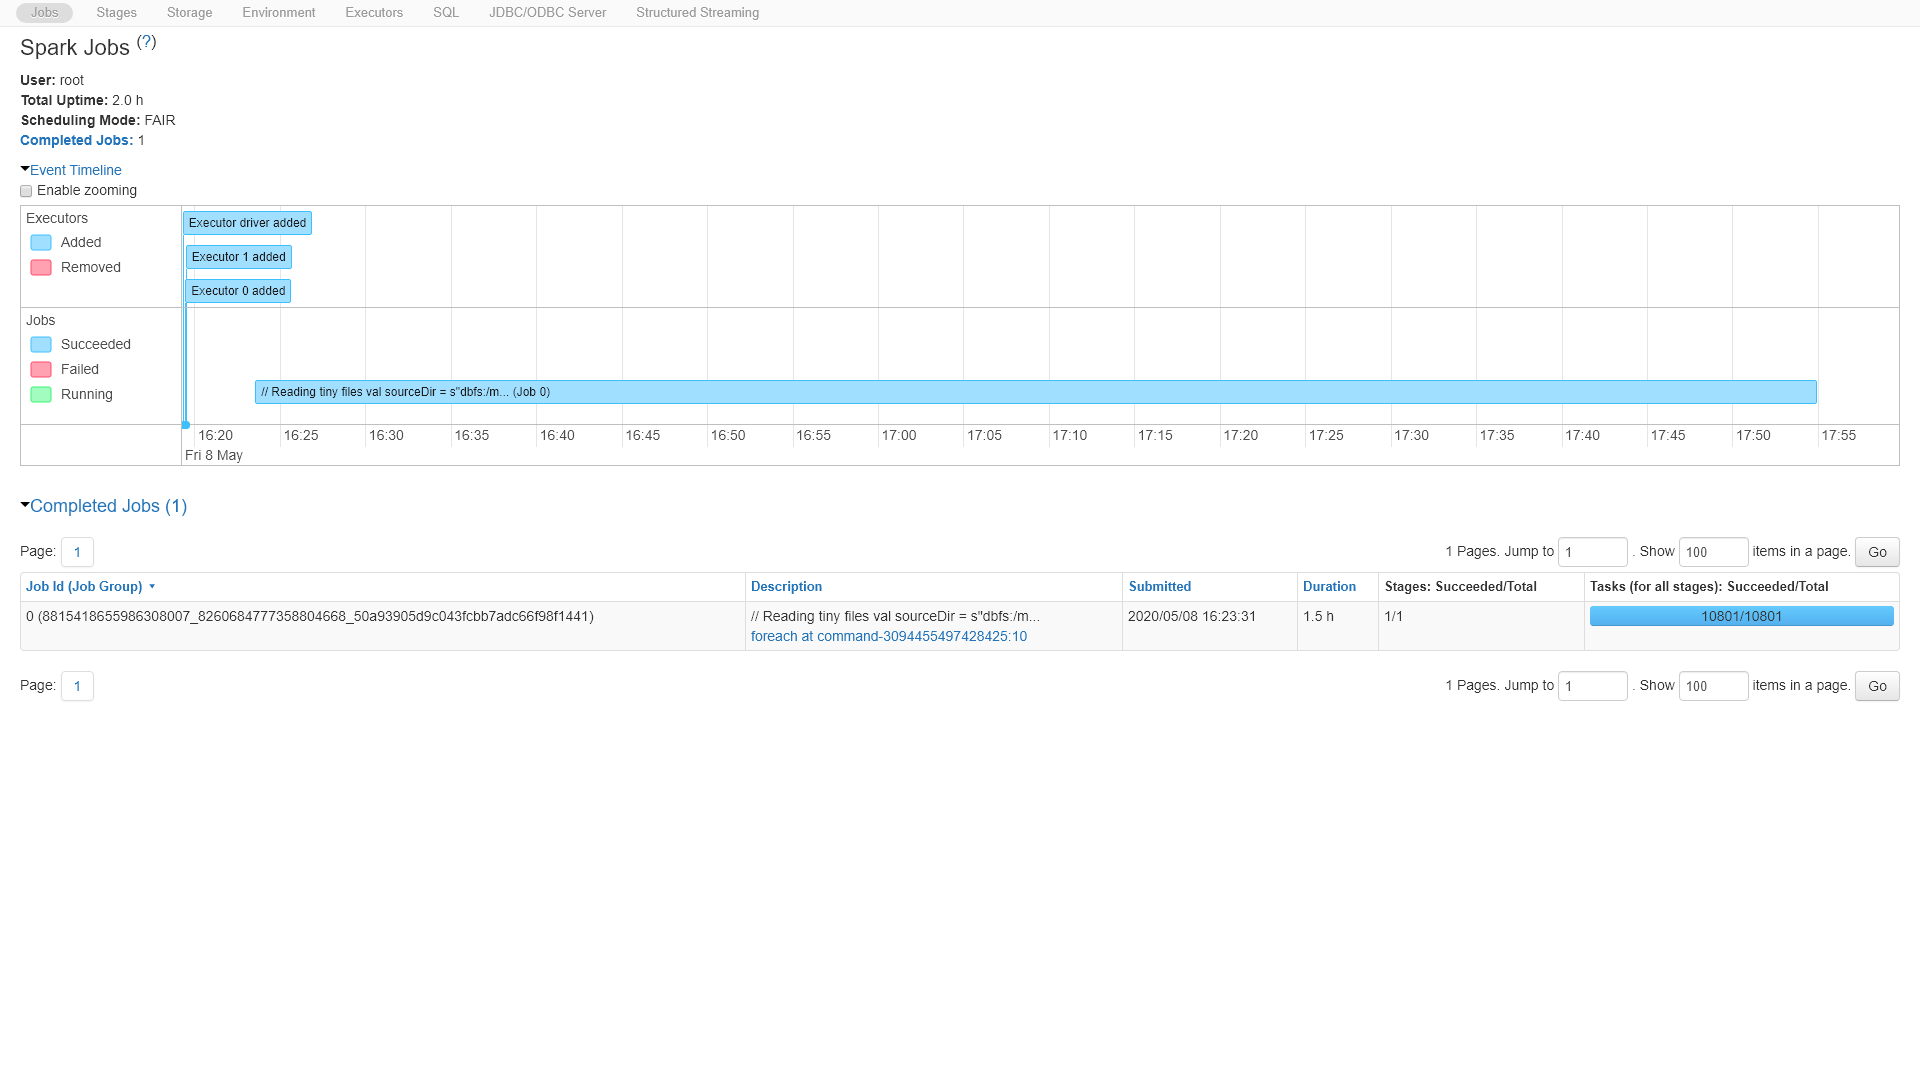 Jobs Stages Storage Environment Executors SQL JDBC/ODBC Server Structured Streaming
Spark Jobs (?)
User: root
Total Uptime: 2.0 h
Scheduling Mode: FAIR
Completed Jobs: 1
Event Timeline
Enable zooming
Executors
Added
Removed
Executor driver added
Executor 1 added
Executor 0 added
Jobs
Succeeded
Failed
Running
// Reading tiny files val sourceDir = s"dbfs:/m... (Job 0)
16:20 16:25 16:30 16:35 16:40 16:45 16:50 16:55 17:00 17:05 17:10 17:15 17:20 17:25 17:30 17:35 17:40 17:45 17:50 17:55
Fri 8 May
Completed Jobs (1)
Page: 1 1 Pages. Jump to 1 . Show 100 items in a page. Go
Job Id (Job Group) ▾ Description Submitted Duration Stages: Succeeded/Total Tasks (for all stages): Succeeded/Total
0 (8815418655986308007_8260684777358804668_50a93905d9c043fcbb7adc66f98f1441) // Reading tiny files val sourceDir = s"dbfs:/m... 2020/05/08 16:23:31 1.5 h 1/1 10801/10801
foreach at command-3094455497428425:10
Page: 1 1 Pages. Jump to 1 . Show 100 items in a page. Go